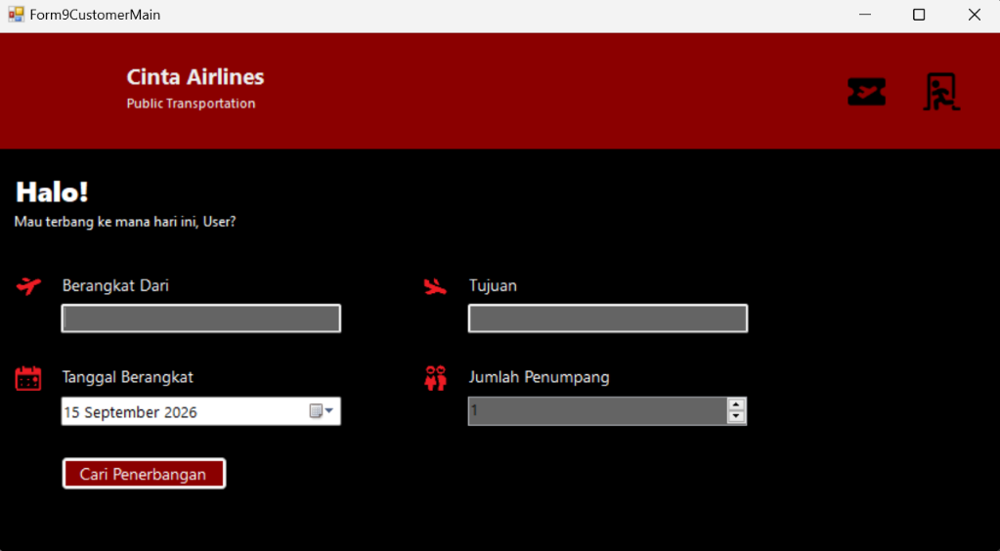 Form9CustomerMain
Cinta Airlines
Public Transportation
Halo!
Mau terbang ke mana hari ini, User?
Berangkat Dari
Tujuan
Tanggal Berangkat
Jumlah Penumpang
15 September 2026
1
Cari Penerbangan